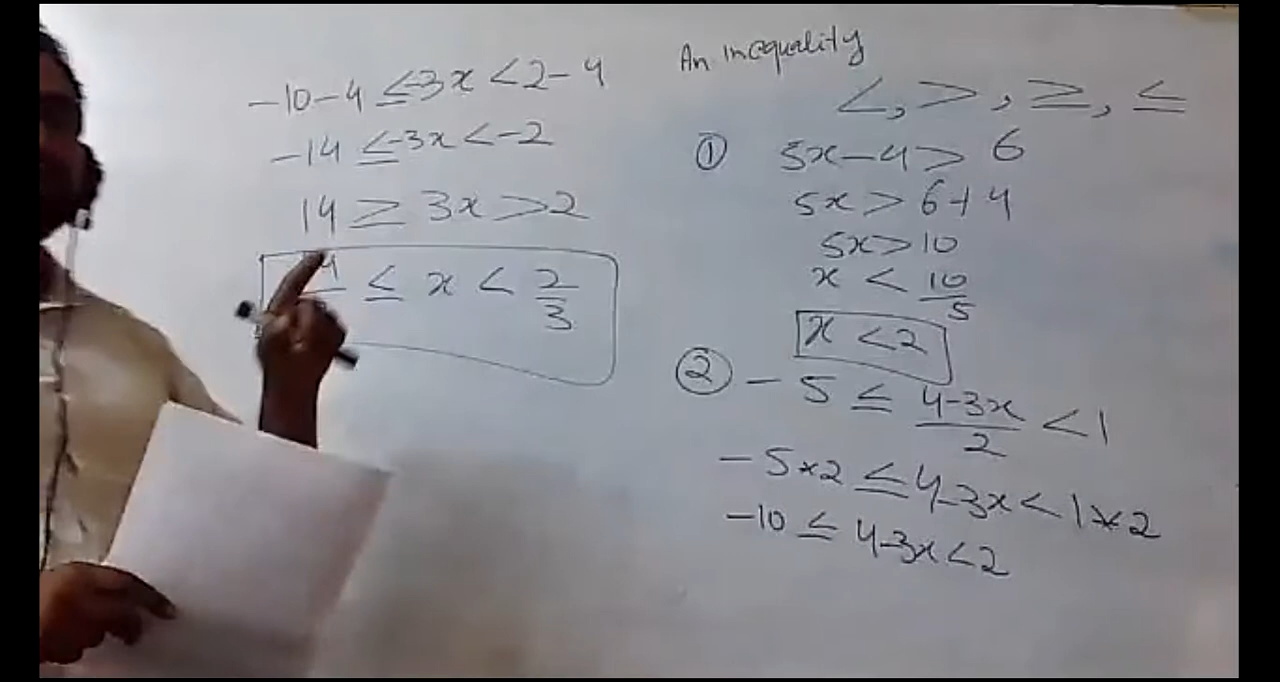 -10-4 ≤ -3x < 2-4
-14 ≤ -3x < -2
14 ≥ 3x > 2
≤ x < 2/3
An Inequality
<, >, ≥, ≤
① 5x-4 > 6
5x > 6+4
5x > 10
x < 10/5
x < 2
② -5 ≤ (4-3x)/2 < 1
-5*2 ≤ 4-3x < 1*2
-10 ≤ 4-3x < 2